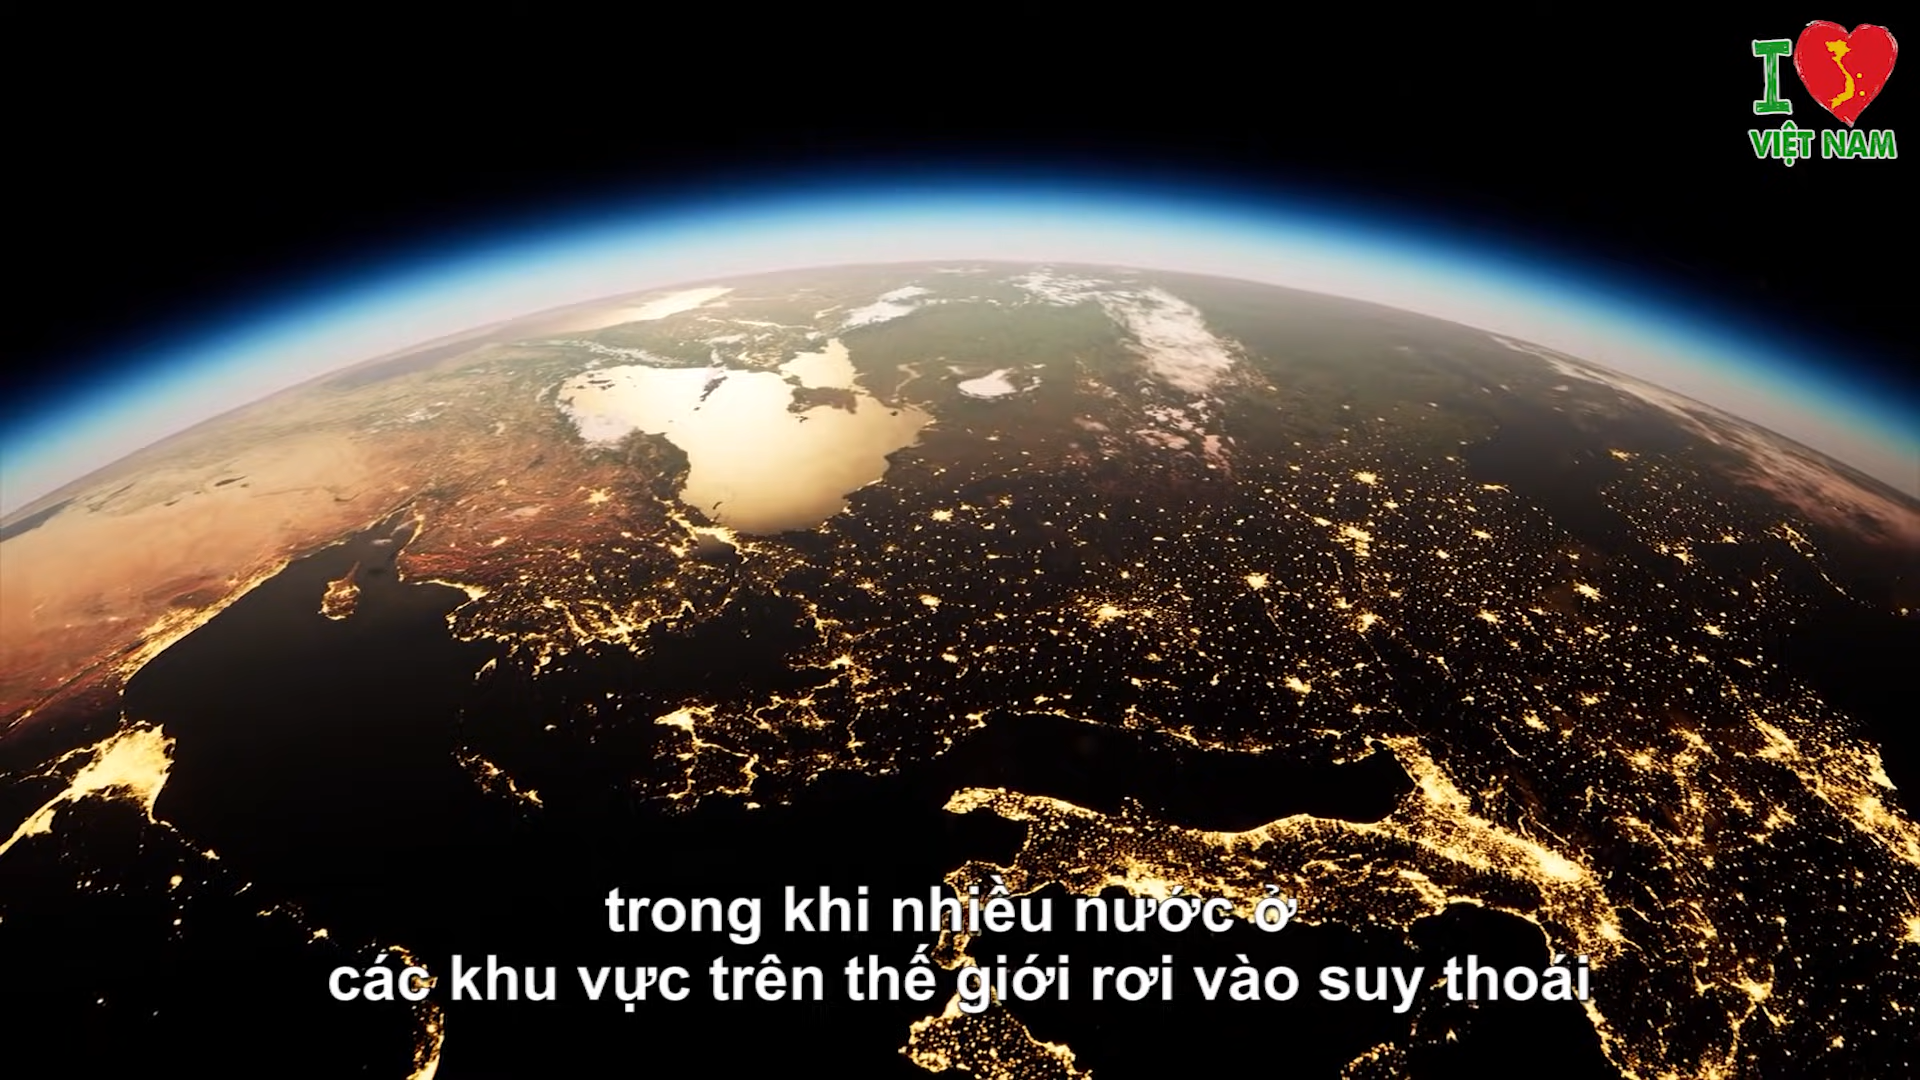 I
VIỆT NAM
trong khi nhiều nước ở
các khu vực trên thế giới rơi vào suy thoái